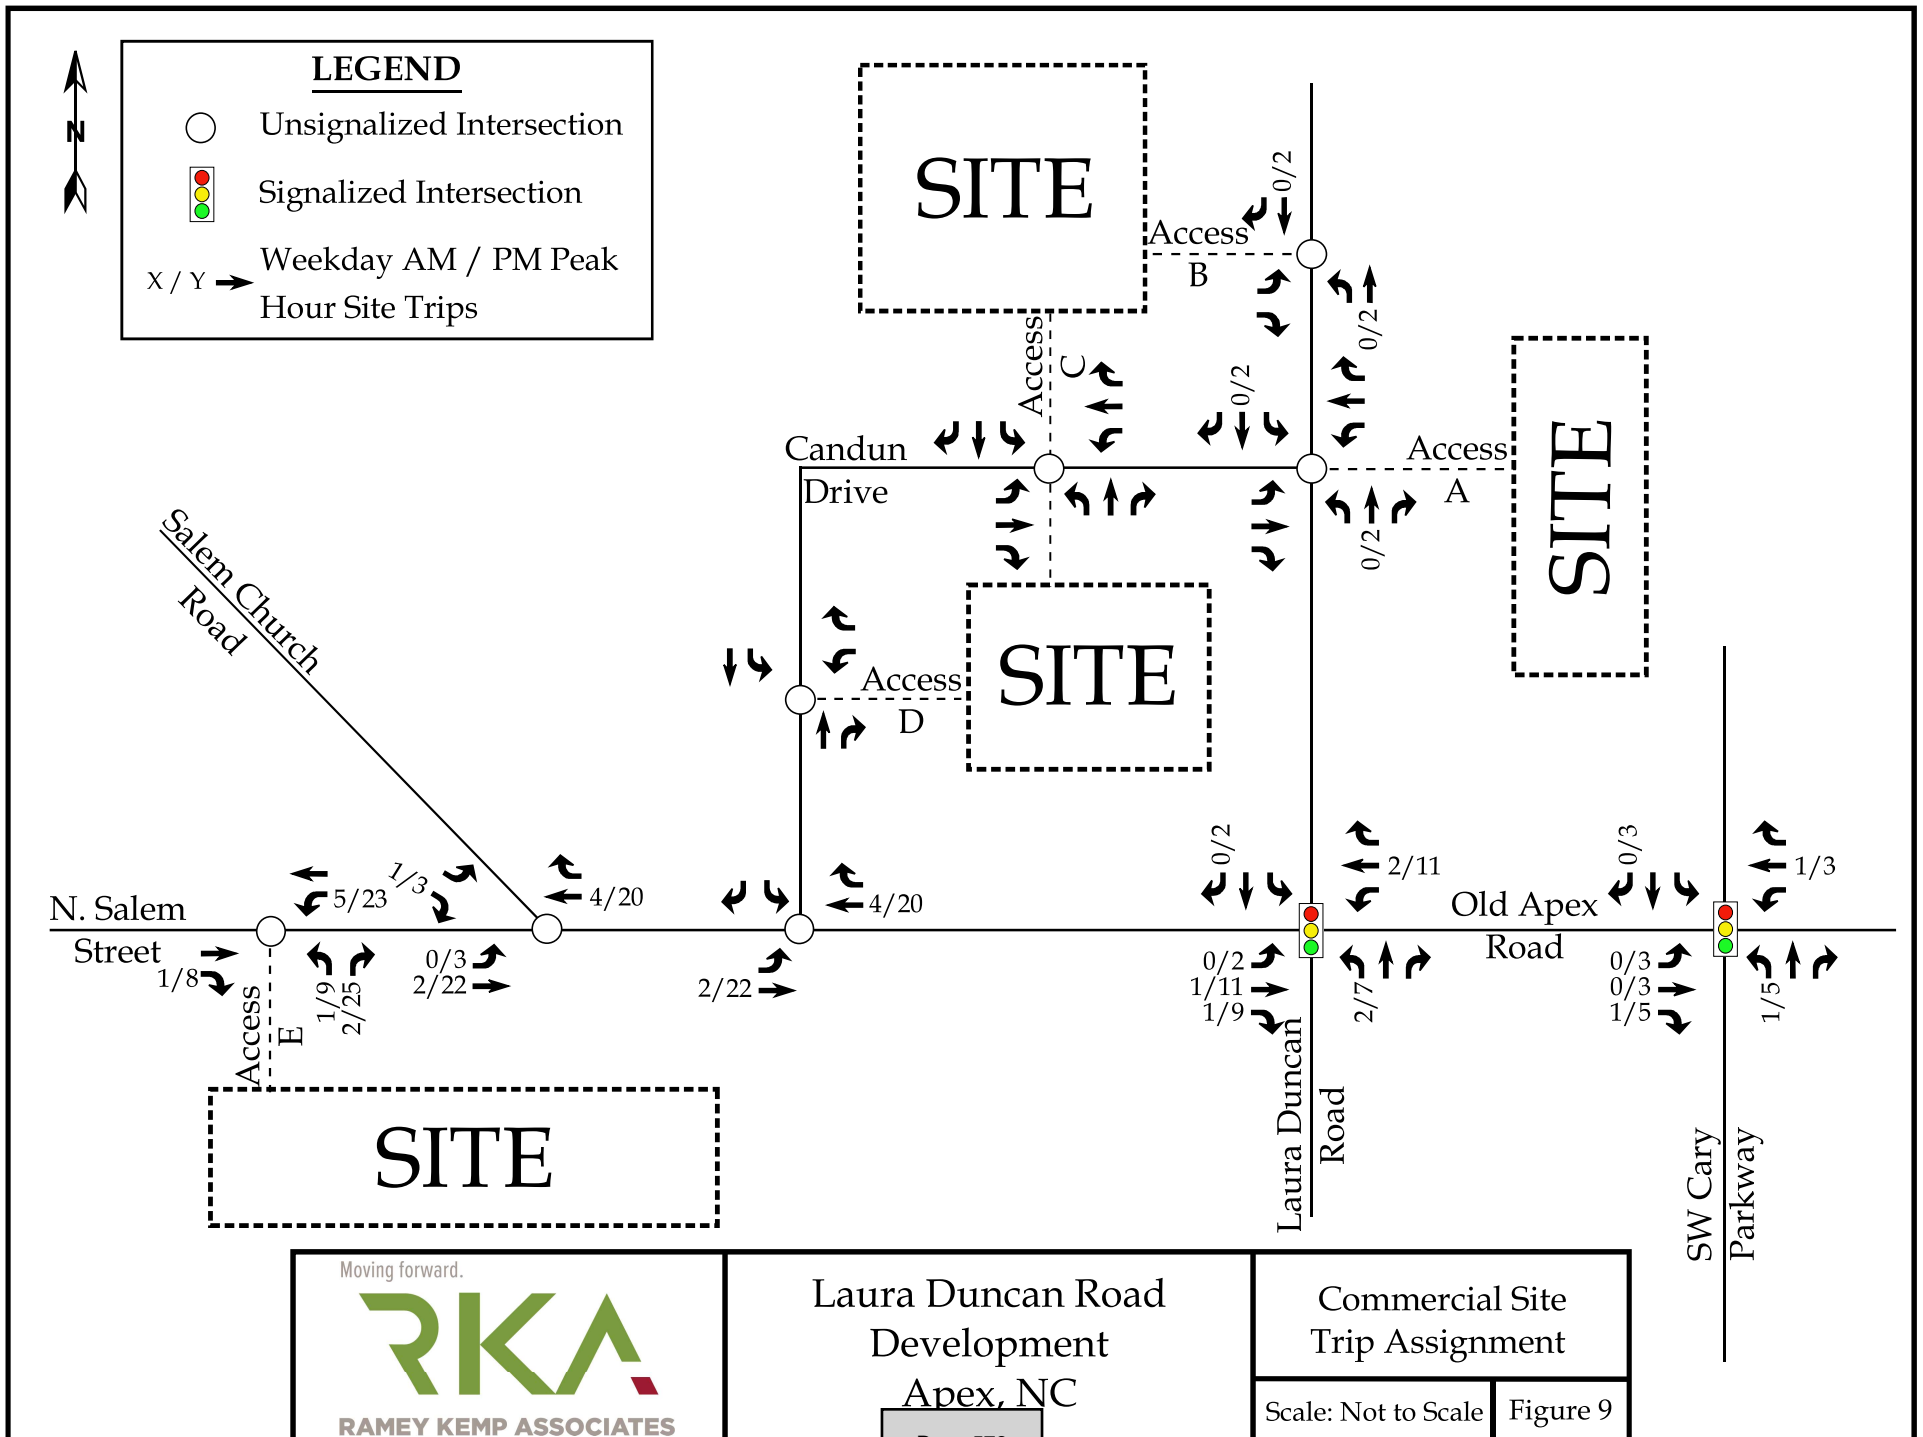 LEGEND
N
Unsignalized Intersection
Signalized Intersection
X / Y
Weekday AM / PM Peak
Hour Site Trips
SITE
0/2
Access
B
0/2
Access
C
0/2
Candun
Drive
Access
A
0/2
SITE
Salem Church
Road
SITE
Access
D
0/2
2/11
0/3
1/3
1/3
5/23
4/20
4/20
N. Salem
Street
Old Apex
Road
1/8
1/9
2/25
0/3
2/22
2/22
0/2
1/11
1/9
2/7
0/3
0/3
1/5
1/5
Access
E
SITE
Laura Duncan
Road
SW Cary
Parkway
Moving forward.
RKA
RAMEY KEMP ASSOCIATES
Laura Duncan Road
Development
Apex, NC
Commercial Site
Trip Assignment
Scale: Not to Scale
Figure 9